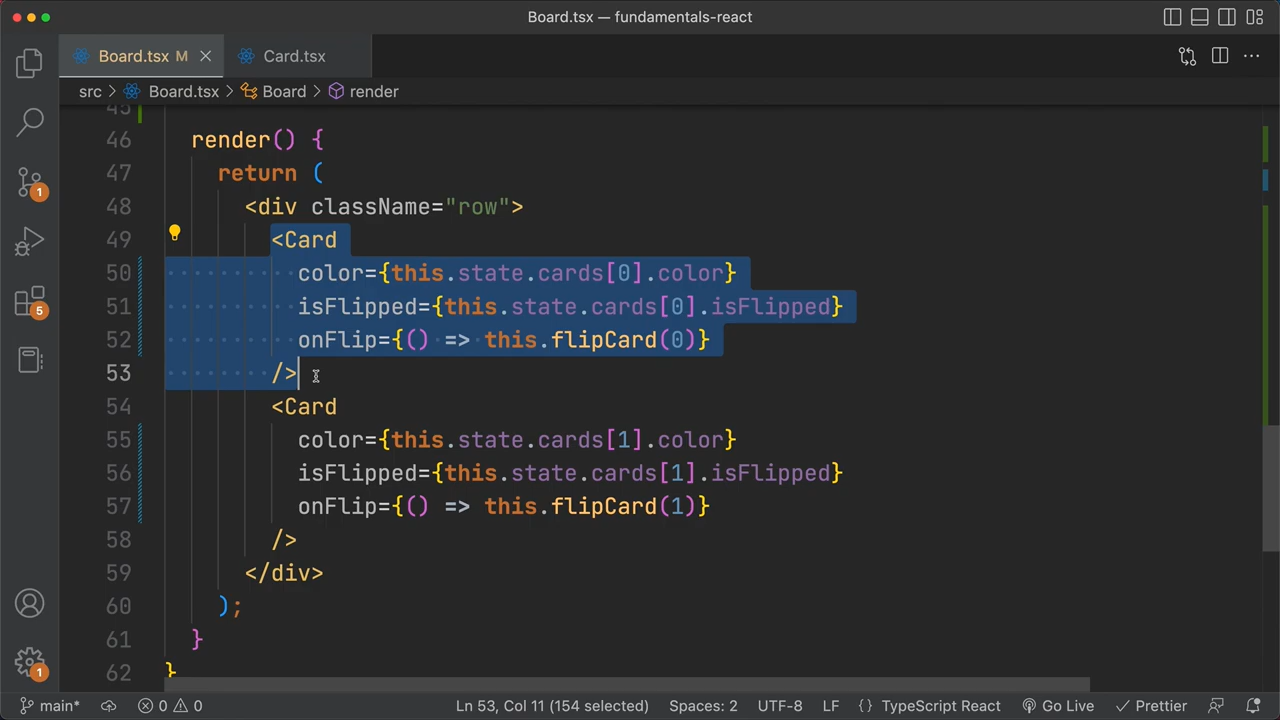 Board.tsx — fundamentals-react
Board.tsx M
Card.tsx
src > Board.tsx > Board > render
45
46 render() {
47 return (
48 <div className="row">
49 <Card
50 color={this.state.cards[0].color}
51 isFlipped={this.state.cards[0].isFlipped}
52 onFlip={() => this.flipCard(0)}
53 />
54 <Card
55 color={this.state.cards[1].color}
56 isFlipped={this.state.cards[1].isFlipped}
57 onFlip={() => this.flipCard(1)}
58 />
59 </div>
60 );
61 }
62 }
1
5
1
main* 0 0 Ln 53, Col 11 (154 selected) Spaces: 2 UTF-8 LF {} TypeScript React Go Live Prettier